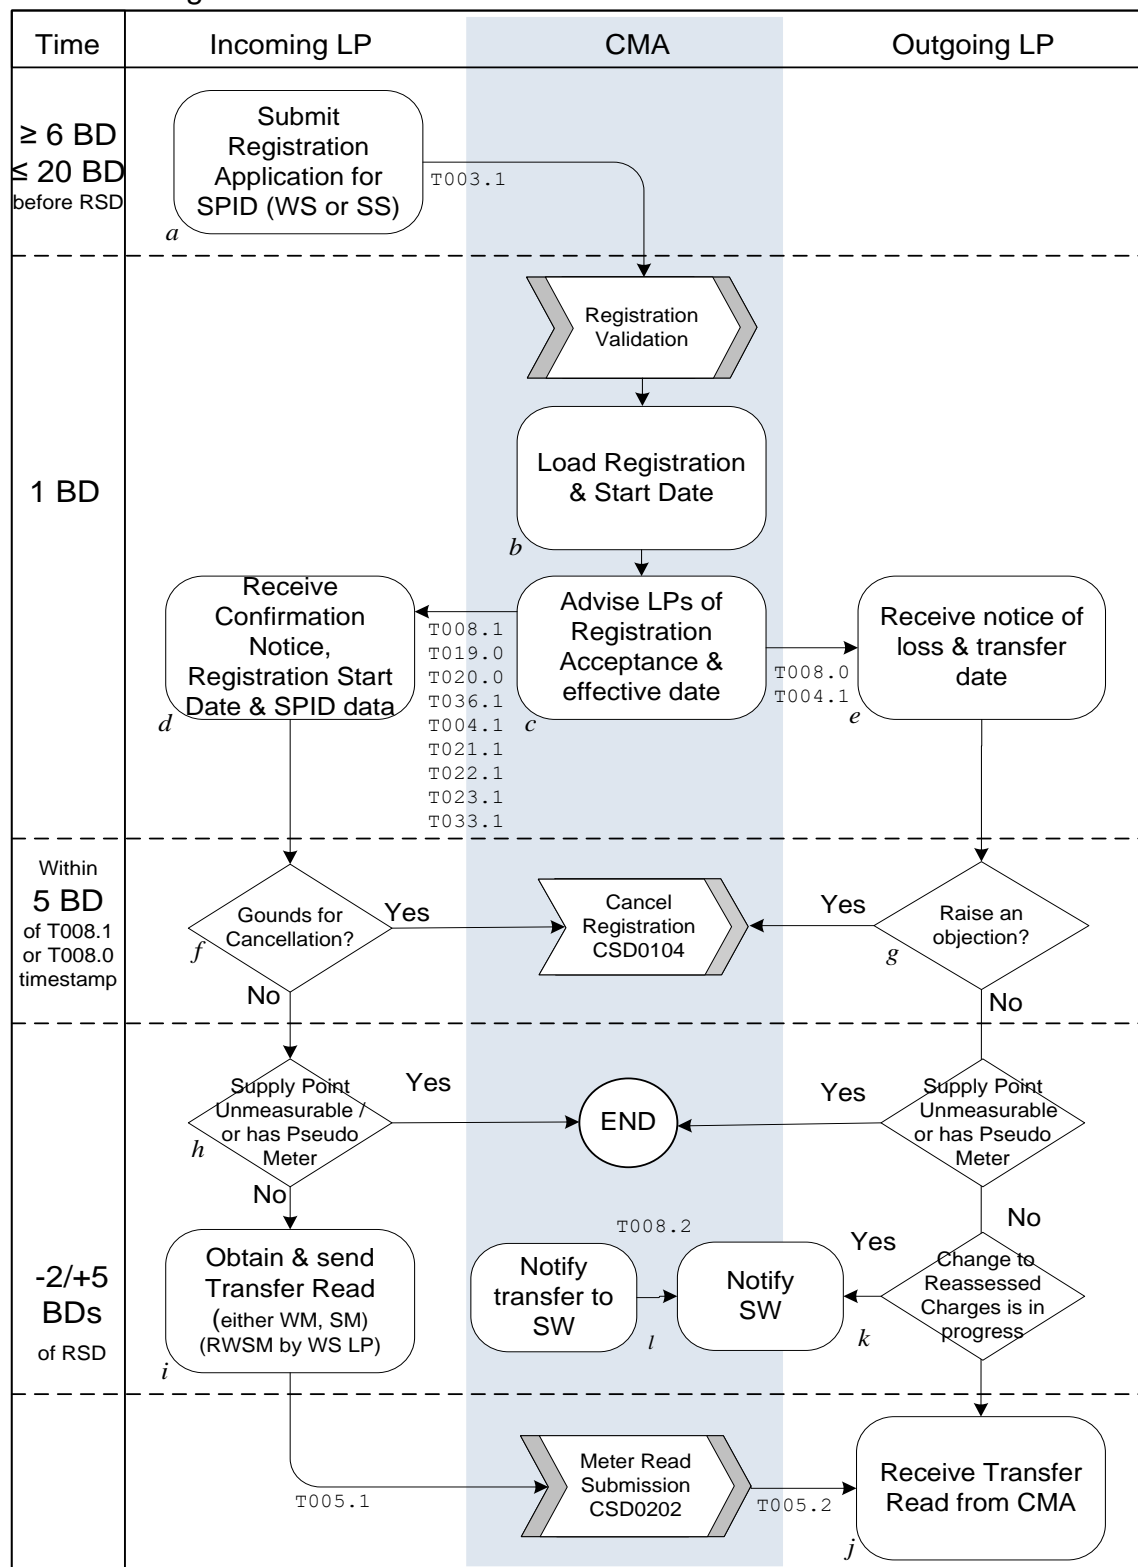 Time
Incoming LP
CMA
Outgoing LP
≥ 6 BD
≤ 20 BD
before RSD
Submit
Registration
Application for
SPID (WS or SS)
a
T003.1
1 BD
Registration
Validation
Load Registration
& Start Date
b
Receive
Confirmation
Notice,
Registration Start
Date & SPID data
d
T008.1
T019.0
T020.0
T036.1
T004.1
T021.1
T022.1
T023.1
T033.1
Advise LPs of
Registration
Acceptance &
effective date
c
T008.0
T004.1
Receive notice of
loss & transfer
date
e
Within
5 BD
of T008.1
or T008.0
timestamp
Gounds for
Cancellation?
f
Yes
No
Cancel
Registration
CSD0104
Yes
Raise an
objection?
g
No
-2/+5
BDs
of RSD
Supply Point
Unmeasurable /
or has Pseudo
Meter
h
Yes
No
END
Yes
Supply Point
Unmeasurable
or has Pseudo
Meter
No
Obtain & send
Transfer Read
(either WM, SM)
(RWSM by WS LP)
i
T008.2
Notify
transfer to
SW
l
Notify
SW
k
Yes
Change to
Reassessed
Charges is in
progress
T005.1
Meter Read
Submission
CSD0202
T005.2
Receive Transfer
Read from CMA
j